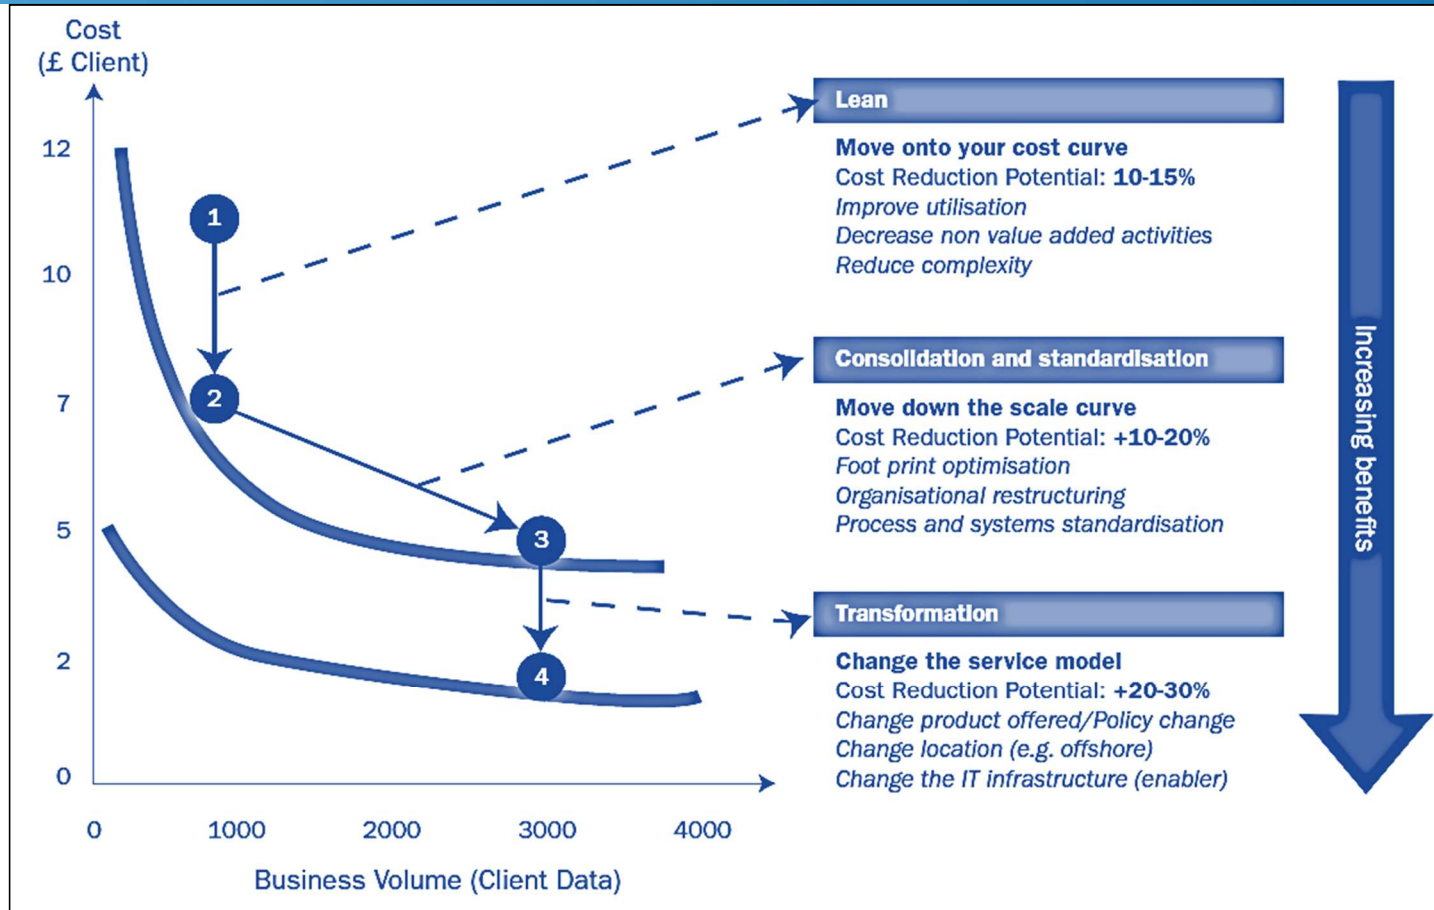 Cost
(£ Client)
12
10
7
5
2
0
0
1000
2000
3000
4000
Business Volume (Client Data)
1
2
3
4
Lean
Move onto your cost curve
Cost Reduction Potential: 10-15%
Improve utilisation
Decrease non value added activities
Reduce complexity
Consolidation and standardisation
Move down the scale curve
Cost Reduction Potential: +10-20%
Foot print optimisation
Organisational restructuring
Process and systems standardisation
Transformation
Change the service model
Cost Reduction Potential: +20-30%
Change product offered/Policy change
Change location (e.g. offshore)
Change the IT infrastructure (enabler)
Increasing benefits